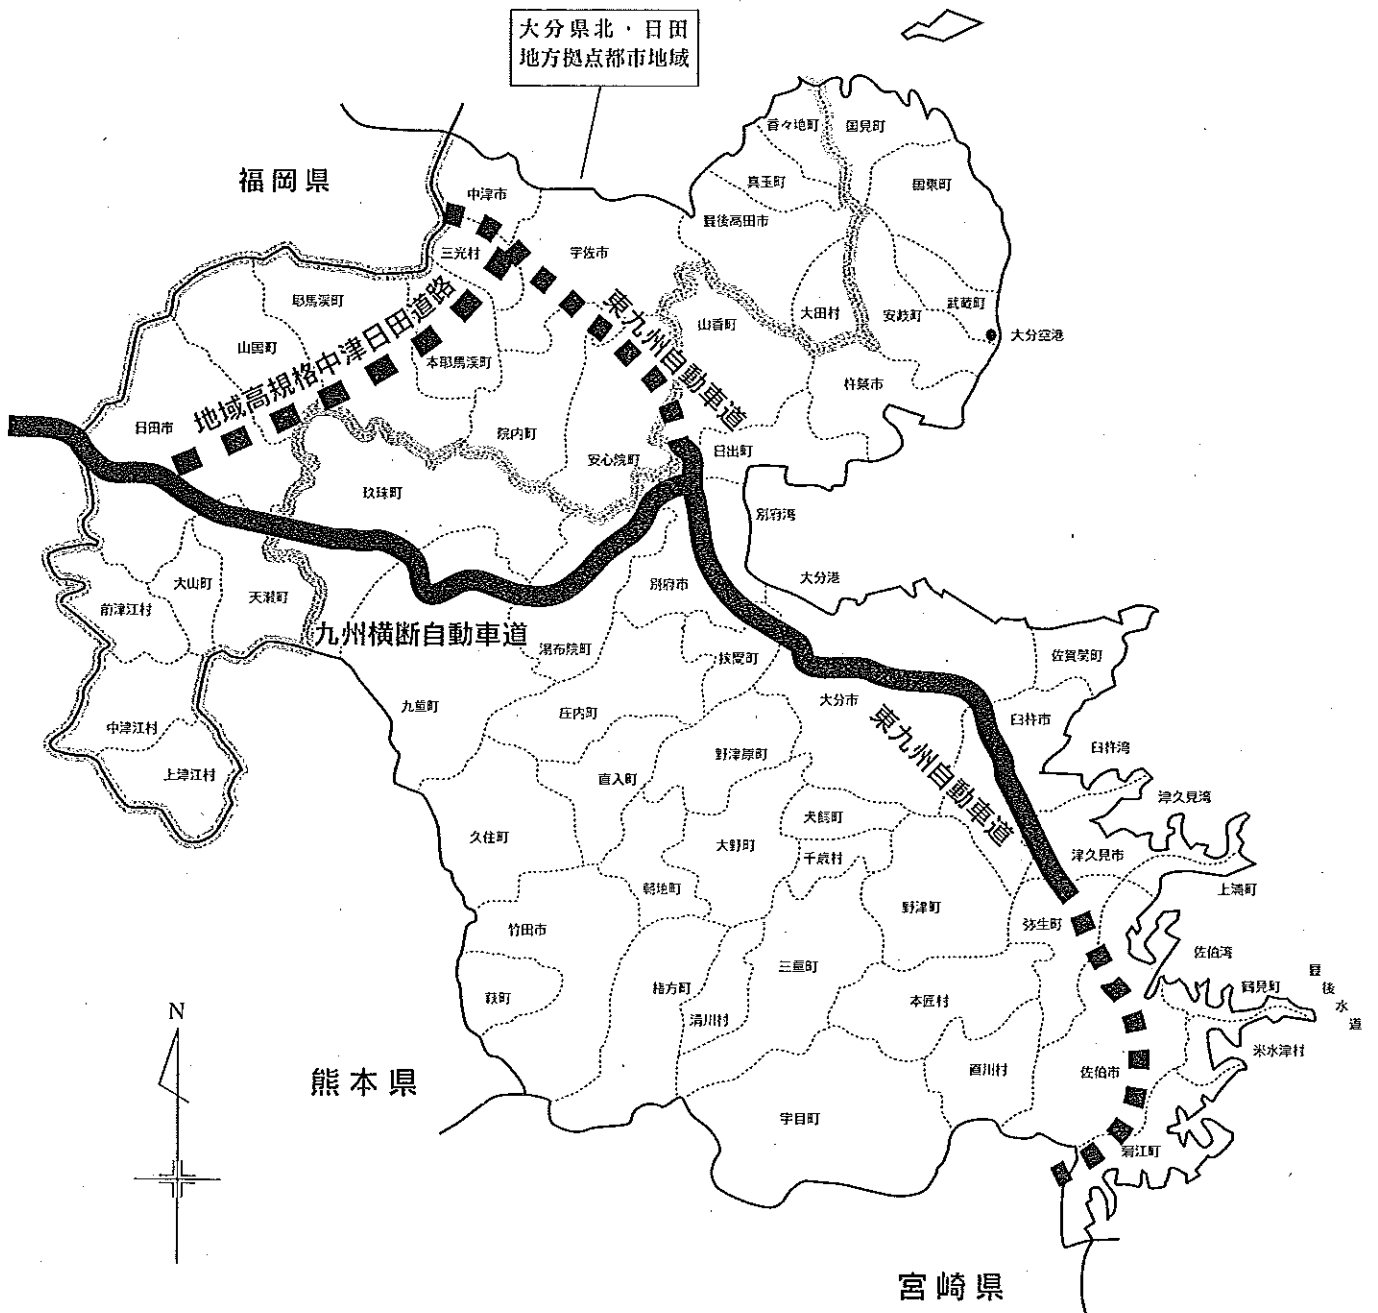 大分県北・日田
地方拠点都市地域
香々地町
国見町
福岡県
中津市
真玉町
国東町
豊後高田市
三光村
宇佐市
耶馬渓町
東九州自動車道
山香町
大田村
安岐町
武蔵町
大分空港
山国町
地域高規格中津日田道路
本耶馬渓町
杵築市
日田市
院内町
安心院町
日出町
玖珠町
別府湾
大分港
別府市
大山町
天瀬町
前津江村
九州横断自動車道
湯布院町
挾間町
佐賀関町
九重町
庄内町
大分市
臼杵市
中津江村
東九州自動車道
野津原町
臼杵湾
上津江村
直入町
津久見湾
久住町
犬飼町
大野町
千歳村
津久見市
朝地町
上浦町
野津町
弥生町
竹田市
佐伯湾
三重町
豊後水道
緒方町
鶴見町
荻町
本匠村
清川村
N
米水津村
直川村
佐伯市
熊本県
宇目町
蒲江町
宮崎県